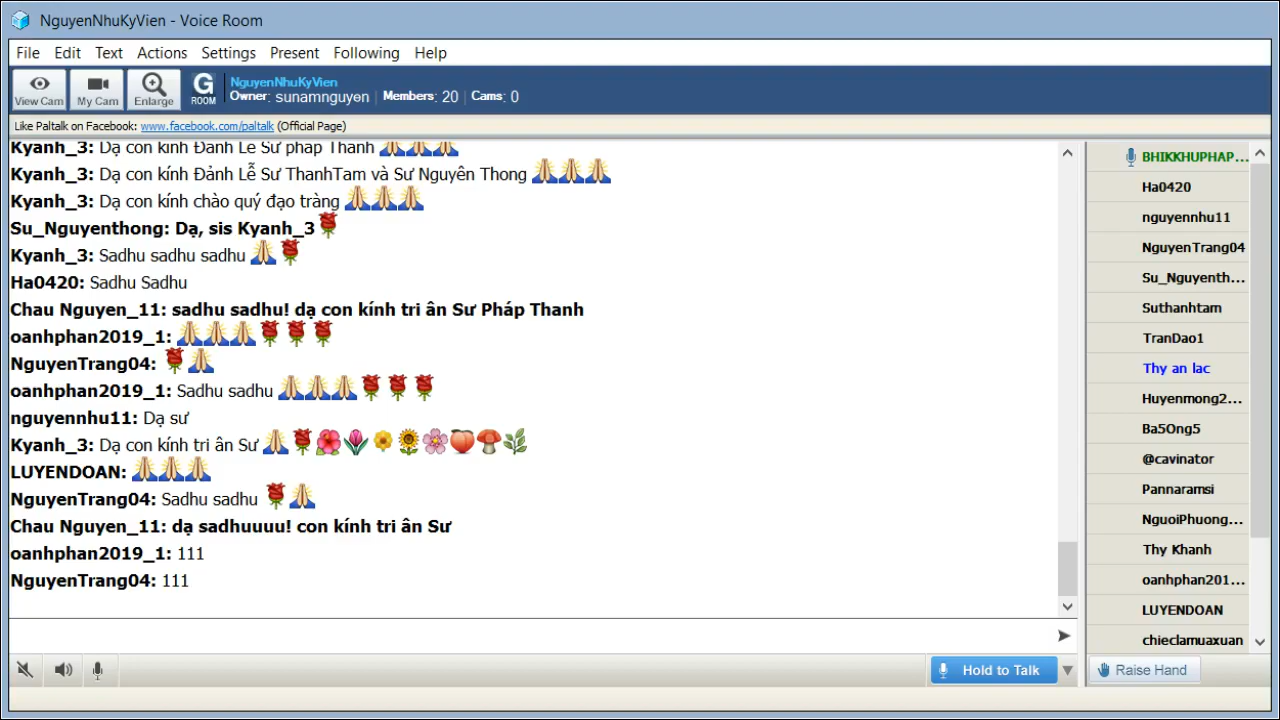 NguyenNhuKyVien - Voice Room
File Edit Text Actions Settings Present Following Help
View Cam My Cam Enlarge G ROOM
NguyenNhuKyVien
Owner: sunamnguyen | Members: 20 | Cams: 0
Like Paltalk on Facebook: www.facebook.com/paltalk (Official Page)
Kyanh_3: Dạ con kính Đảnh Lễ Sư pháp Thanh 🙏🙏🙏
Kyanh_3: Dạ con kính Đảnh Lễ Sư ThanhTam và Sư Nguyên Thong 🙏🙏🙏
Kyanh_3: Dạ con kính chào quý đạo tràng 🙏🙏🙏
Su_Nguyenthong: Dạ, sis Kyanh_3🌹
Kyanh_3: Sadhu sadhu sadhu 🙏🌹
Ha0420: Sadhu Sadhu
Chau Nguyen_11: sadhu sadhu! dạ con kính tri ân Sư Pháp Thanh
oanhphan2019_1: 🙏🙏🙏🌹🌹🌹
NguyenTrang04: 🌹🙏
oanhphan2019_1: Sadhu sadhu 🙏🙏🙏🌹🌹🌹
nguyennhu11: Dạ sư
Kyanh_3: Dạ con kính tri ân Sư 🙏🌹🌺🌷🌼🌻🌸🍑🍄🌿
LUYENDOAN: 🙏🙏🙏
NguyenTrang04: Sadhu sadhu 🌹🙏
Chau Nguyen_11: dạ sadhuuuu! con kính tri ân Sư
oanhphan2019_1: 111
NguyenTrang04: 111
Hold to Talk
BHIKKHUPHAP...
Ha0420
nguyennhu11
NguyenTrang04
Su_Nguyenth...
Suthanhtam
TranDao1
Thy an lac
Huyenmong2...
Ba5Ong5
@cavinator
Pannaramsi
NguoiPhuong...
Thy Khanh
oanhphan201...
LUYENDOAN
chieclamuaxuan
Raise Hand